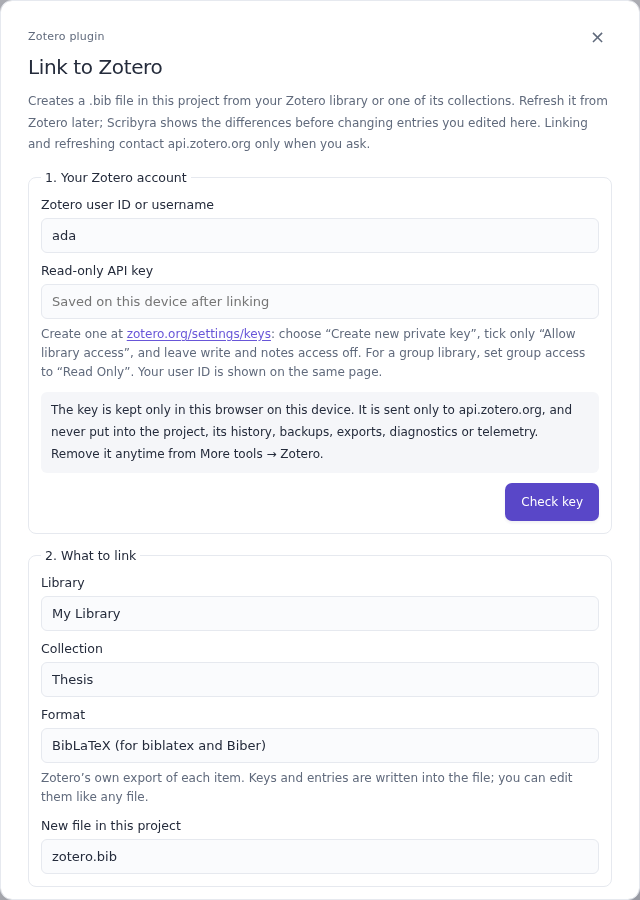 Zotero plugin
Link to Zotero
Creates a .bib file in this project from your Zotero library or one of its collections. Refresh it from
Zotero later; Scribyra shows the differences before changing entries you edited here. Linking
and refreshing contact api.zotero.org only when you ask.
1. Your Zotero account
Zotero user ID or username
ada
Read-only API key
Saved on this device after linking
Create one at zotero.org/settings/keys: choose “Create new private key”, tick only “Allow
library access”, and leave write and notes access off. For a group library, set group access
to “Read Only”. Your user ID is shown on the same page.
The key is kept only in this browser on this device. It is sent only to api.zotero.org, and
never put into the project, its history, backups, exports, diagnostics or telemetry.
Remove it anytime from More tools → Zotero.
Check key
2. What to link
Library
My Library
Collection
Thesis
Format
BibLaTeX (for biblatex and Biber)
Zotero’s own export of each item. Keys and entries are written into the file; you can edit
them like any file.
New file in this project
zotero.bib